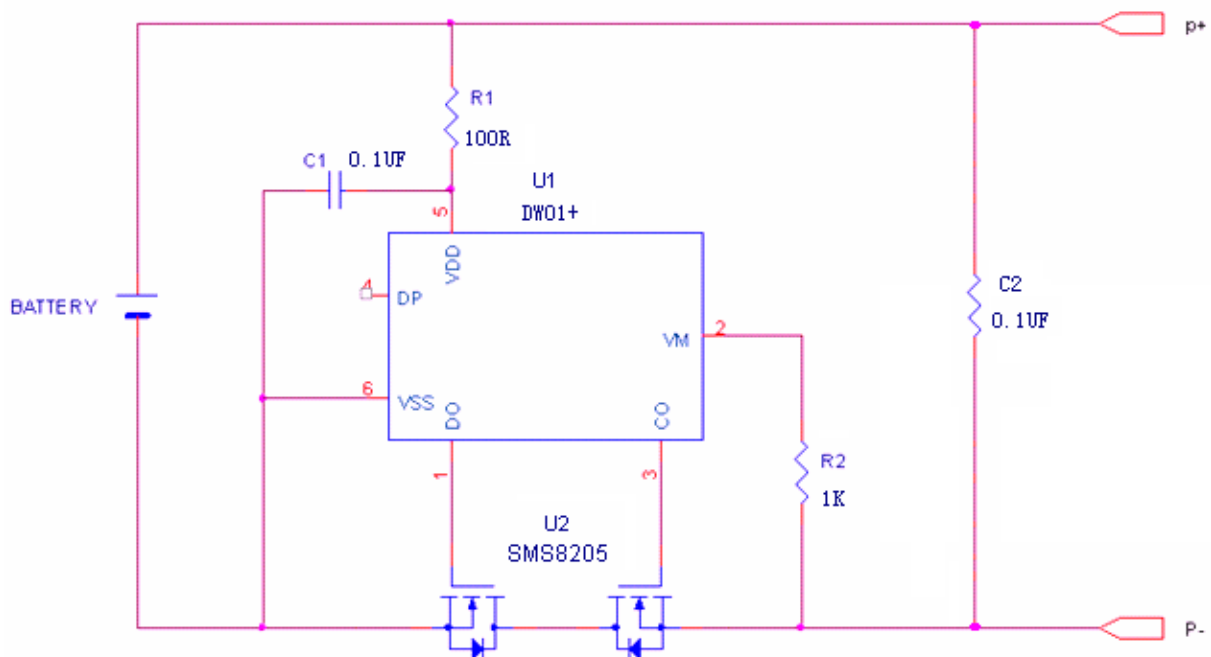 p+
R1
100R
C1
0.1UF
U1
DW01+
5
VDD
4
DP
BATTERY
C2
0.1UF
2
VM
6
VSS
DO
CO
R2
1K
1
3
U2
SMS8205
P-